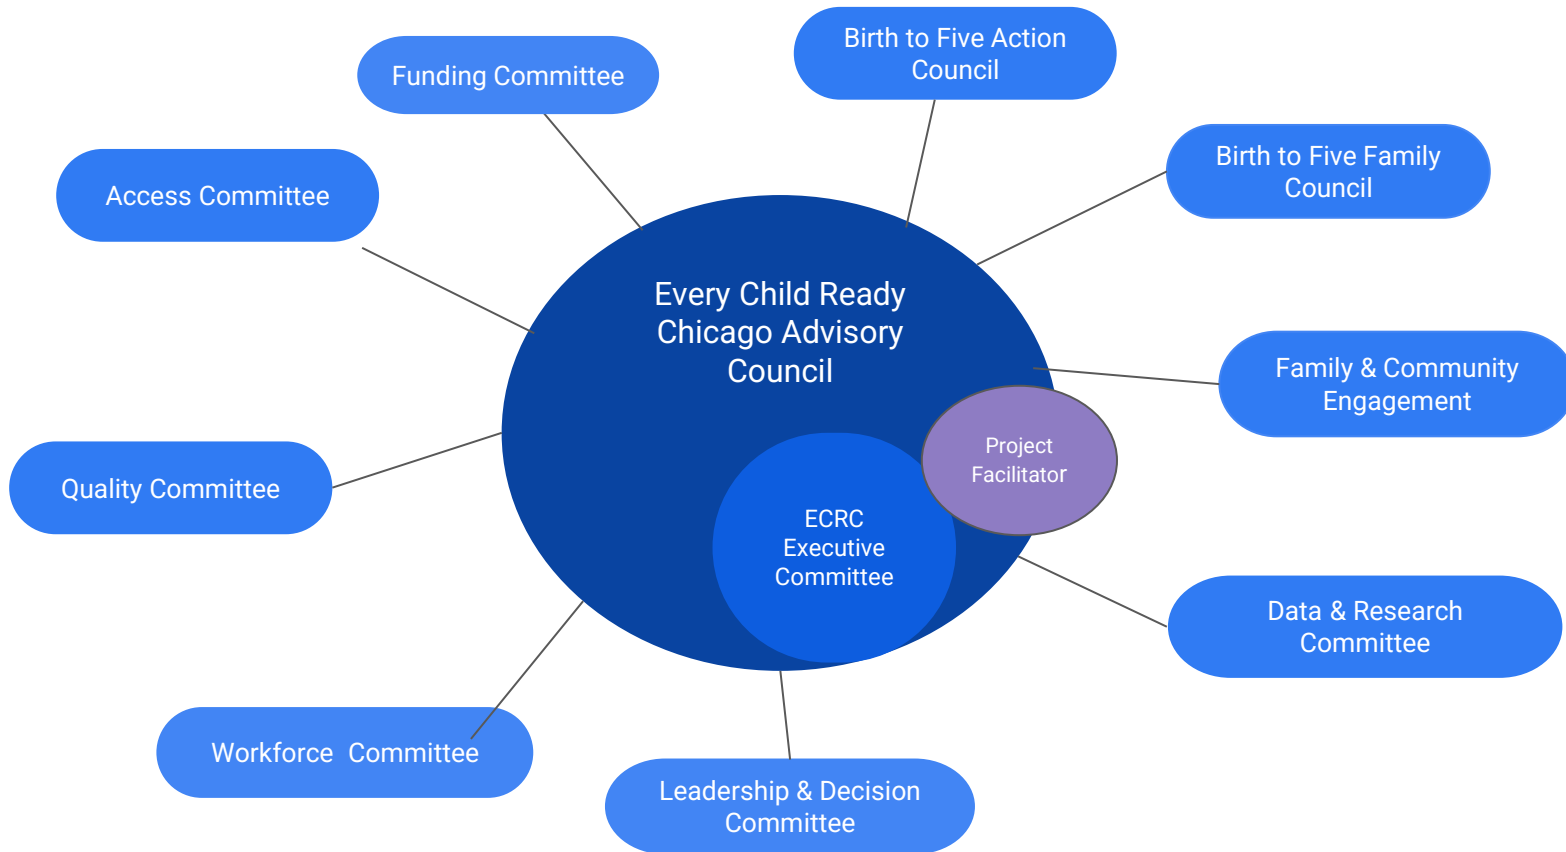 Birth to Five Action
Council
Funding Committee
Birth to Five Family
Council
Access Committee
Every Child Ready
Chicago Advisory
Council
Family & Community
Engagement
Project
Facilitator
Quality Committee
ECRC
Executive
Committee
Data & Research
Committee
Workforce  Committee
Leadership & Decision
Committee